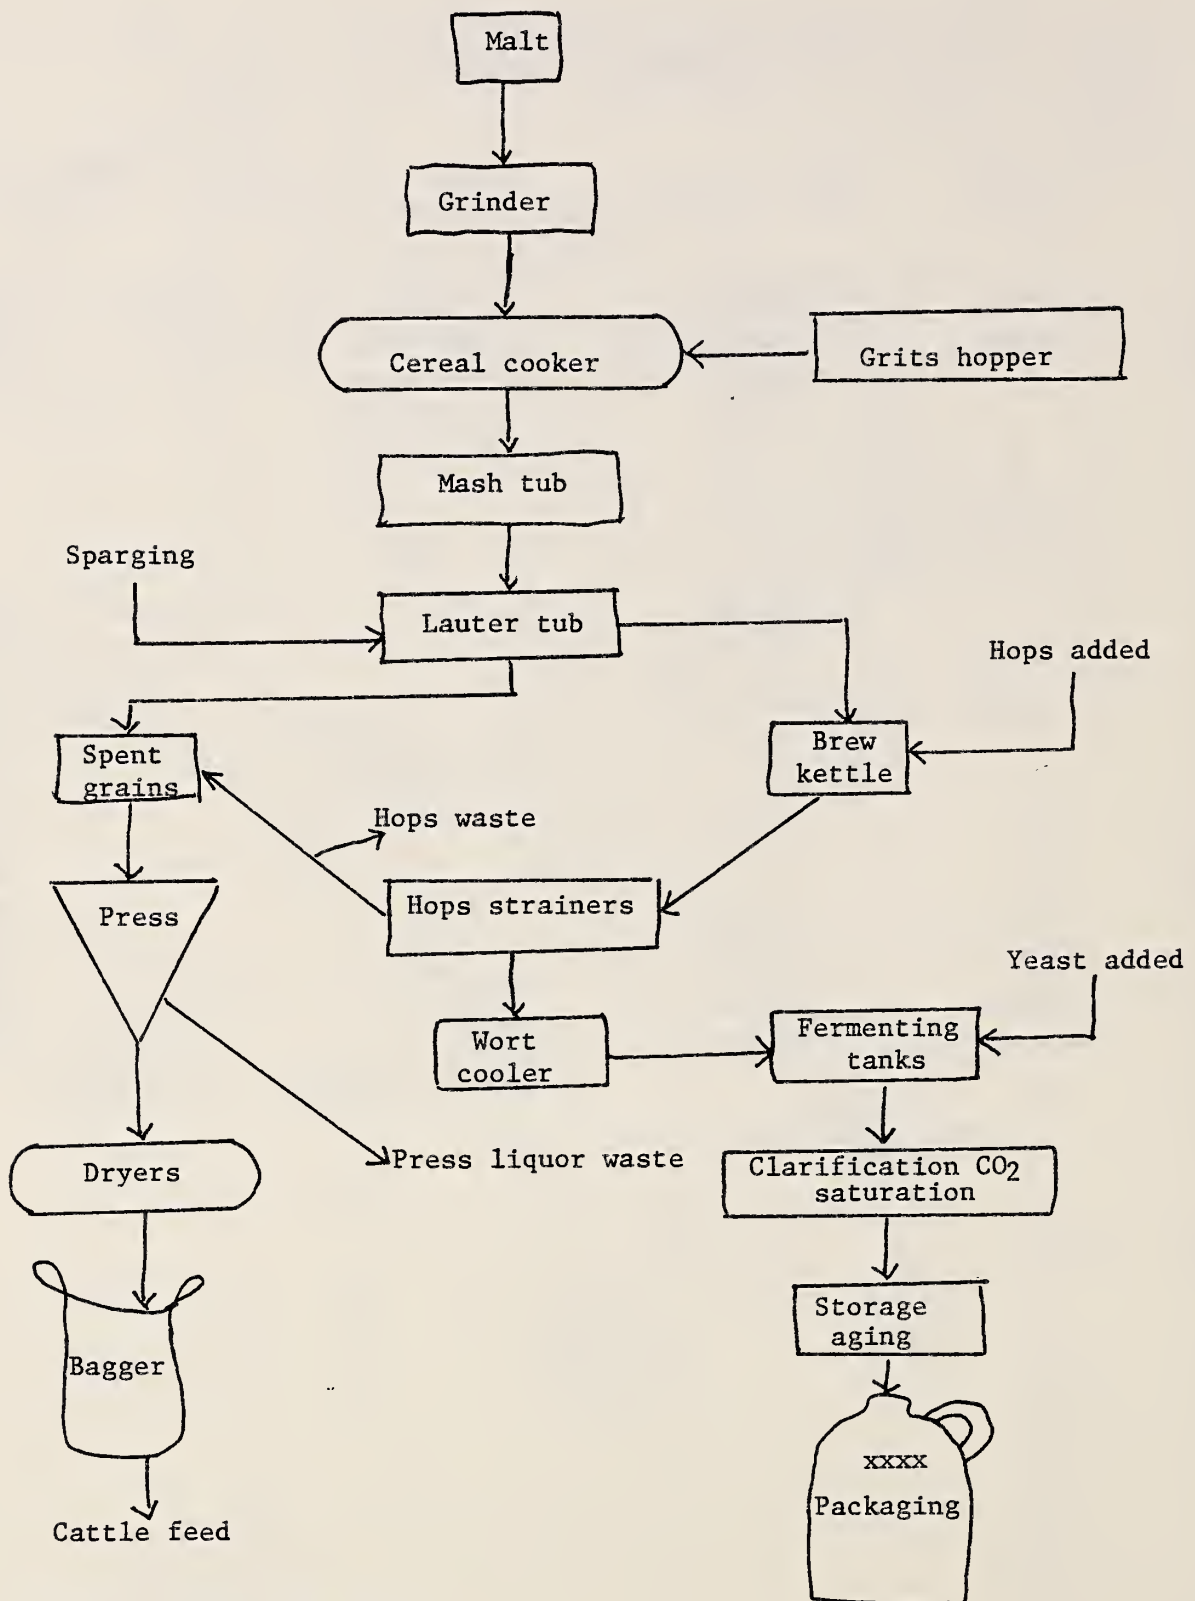 Malt
Grinder
Cereal cooker
Grits hopper
Mash tub
Sparging
Lauter tub
Hops added
Brew
kettle
Spent
grains
Hops waste
Press
Hops strainers
Yeast added
Wort
cooler
Fermenting
tanks
Dryers
Press liquor waste
Clarification CO2
saturation
Storage
aging
Bagger
xxxx
Packaging
Cattle feed